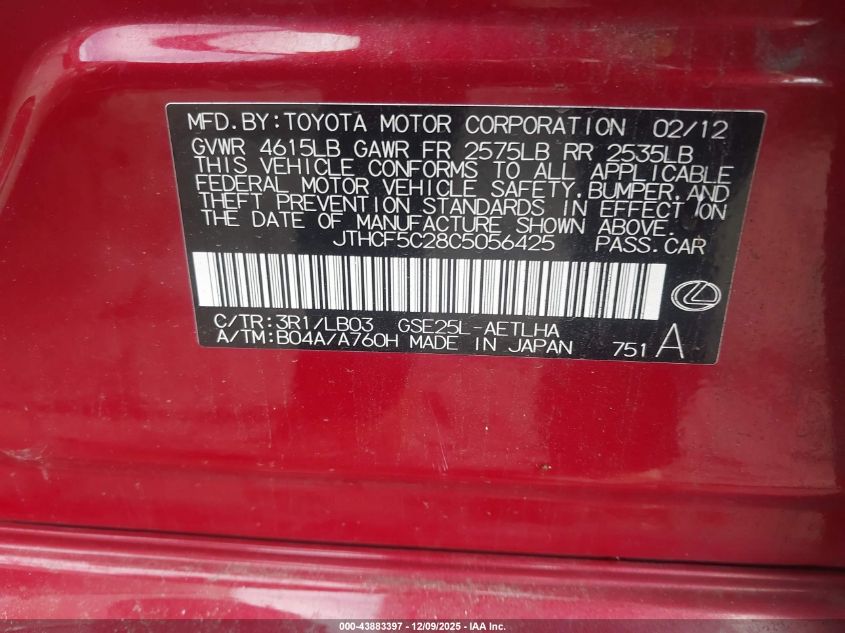 MFD.BY:TOYOTA MOTOR CORPORATION 02/12
GVWR 4615LB GAWR FR 2575LB RR 2535LB
THIS VEHICLE CONFORMS TO ALL APPLICABLE
FEDERAL MOTOR VEHICLE SAFETY,BUMPER,AND
THEFT PREVENTION STANDARDS IN EFFECT ON
THE DATE OF MANUFACTURE SHOWN ABOVE.
JTHCF5C28C5056425 PASS.CAR
C/TR:3R1/LB03 GSE25L-AETLHA
A/TM:B04A/A760H MADE IN JAPAN 751 A
000-43883397 • 12/09/2025 - IAA, Inc.